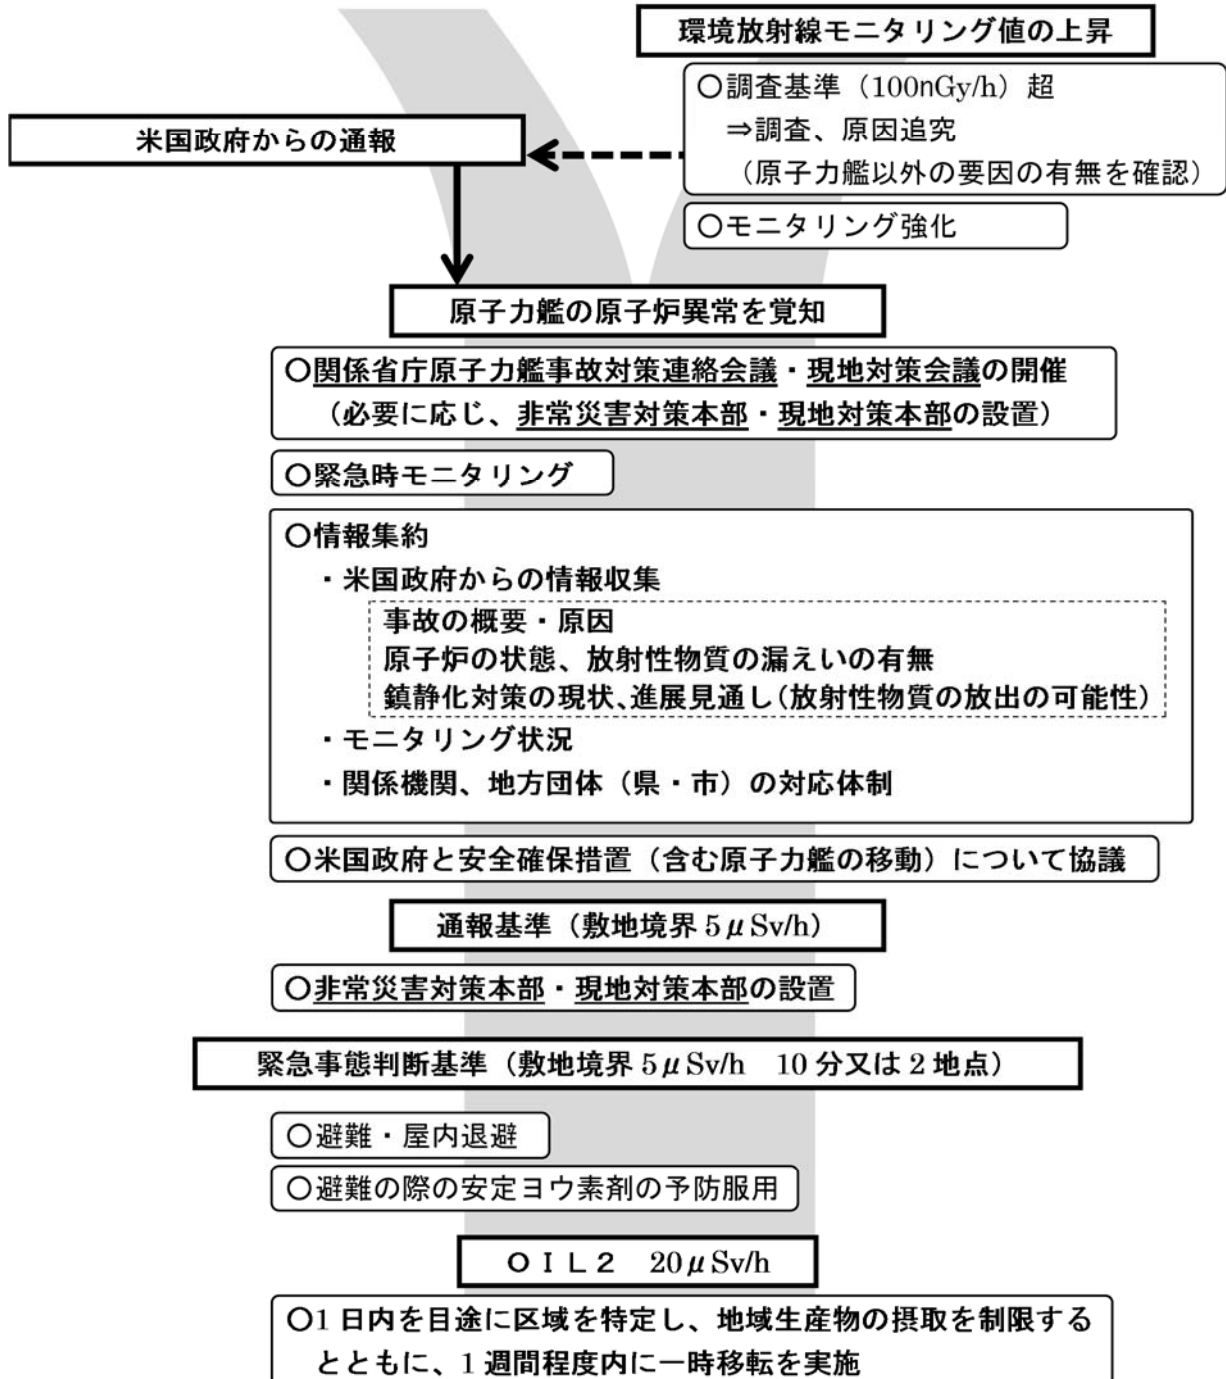 環境放射線モニタリング値の上昇
○調査基準（100nGy/h）超
⇒調査、原因追究
（原子力艦以外の要因の有無を確認）
○モニタリング強化
米国政府からの通報
原子力艦の原子炉異常を覚知
○関係省庁原子力艦事故対策連絡会議・現地対策会議の開催
（必要に応じ、非常災害対策本部・現地対策本部の設置）
○緊急時モニタリング
○情報集約
・米国政府からの情報収集
事故の概要・原因
原子炉の状態、放射性物質の漏えいの有無
鎮静化対策の現状、進展見通し（放射性物質の放出の可能性）
・モニタリング状況
・関係機関、地方団体（県・市）の対応体制
○米国政府と安全確保措置（含む原子力艦の移動）について協議
通報基準（敷地境界 5μSv/h）
○非常災害対策本部・現地対策本部の設置
緊急事態判断基準（敷地境界 5μSv/h　10 分又は 2 地点）
○避難・屋内退避
○避難の際の安定ヨウ素剤の予防服用
ＯＩＬ２　20μSv/h
○1 日内を目途に区域を特定し、地域生産物の摂取を制限する
とともに、1 週間程度内に一時移転を実施